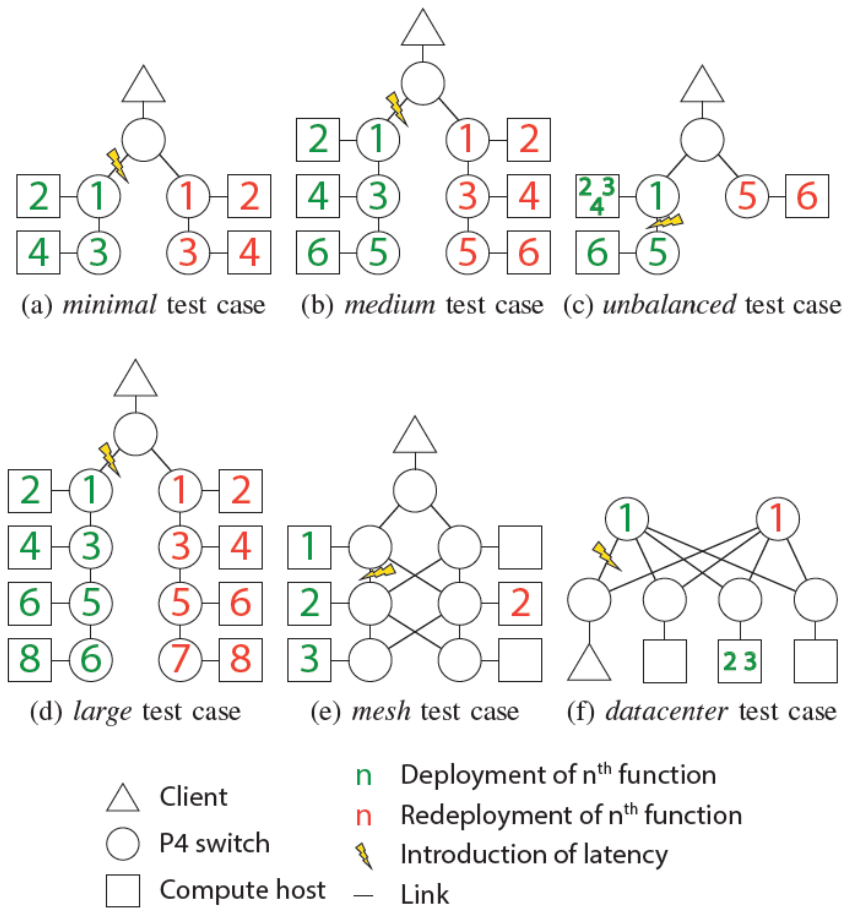 2 1 1 2
4 3 3 4
(a) minimal test case
2 1 1 2
4 3 3 4
6 5 5 6
(b) medium test case
2 3 4 1 5 6
6 5
(c) unbalanced test case
2 1 1 2
4 3 3 4
6 5 5 6
8 6 7 8
(d) large test case
1
2 2
3
(e) mesh test case
1 1
2 3
(f) datacenter test case
Client
P4 switch
Compute host
n Deployment of nth function
n Redeployment of nth function
Introduction of latency
Link